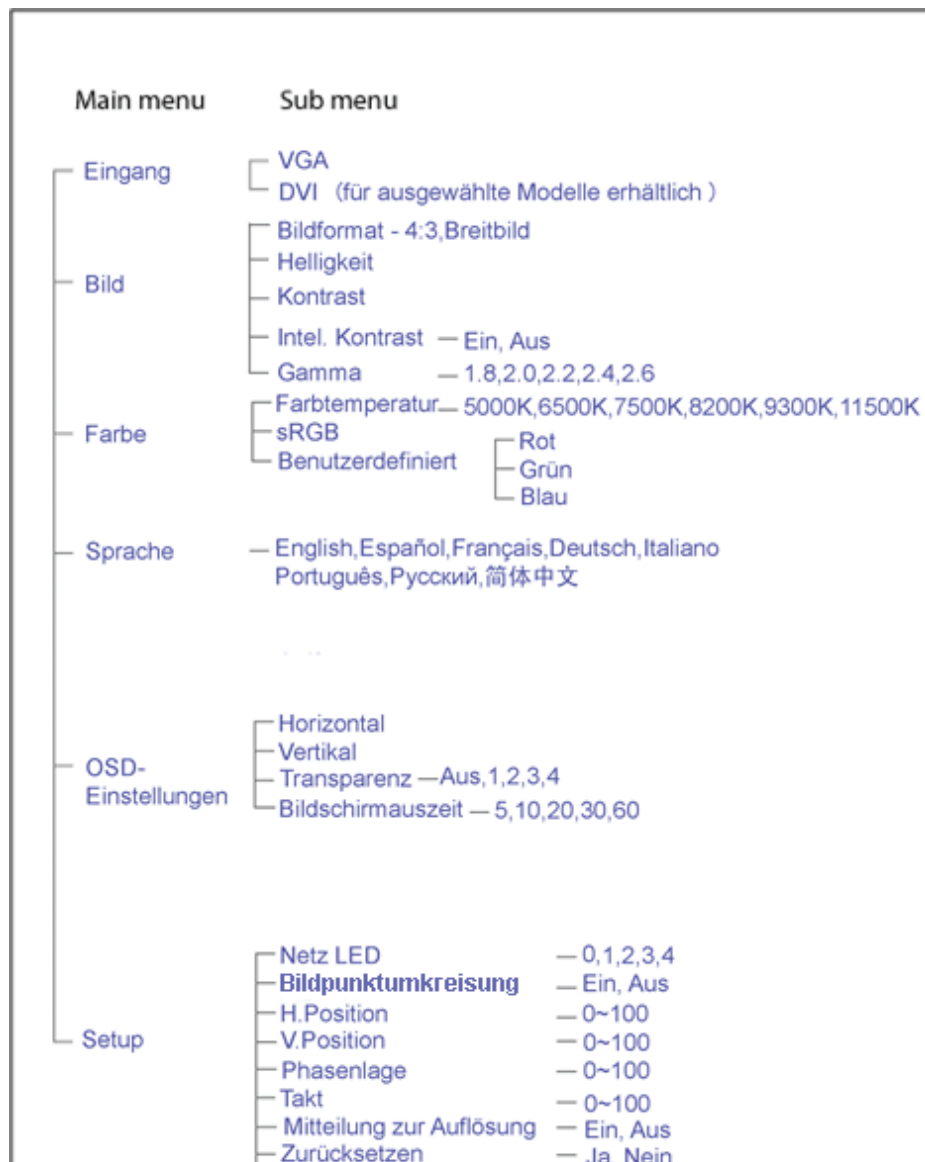 Main menu Sub menu
Eingang
VGA
DVI (für ausgewählte Modelle erhältlich )
Bild
Bildformat - 4:3,Breitbild
Helligkeit
Kontrast
Intel. Kontrast — Ein, Aus
Gamma — 1.8,2.0,2.2,2.4,2.6
Farbe
Farbtemperatur— 5000K,6500K,7500K,8200K,9300K,11500K
sRGB
Benutzerdefiniert
Rot
Grün
Blau
Sprache — English,Español,Français,Deutsch,Italiano
Português,Русский,简体中文
OSD-
Einstellungen
Horizontal
Vertikal
Transparenz —Aus,1,2,3,4
Bildschirmauszeit — 5,10,20,30,60
Setup
Netz LED — 0,1,2,3,4
Bildpunktumkreisung — Ein, Aus
H.Position — 0~100
V.Position — 0~100
Phasenlage — 0~100
Takt — 0~100
Mitteilung zur Auflösung — Ein, Aus
Zurücksetzen — Ja, Nein